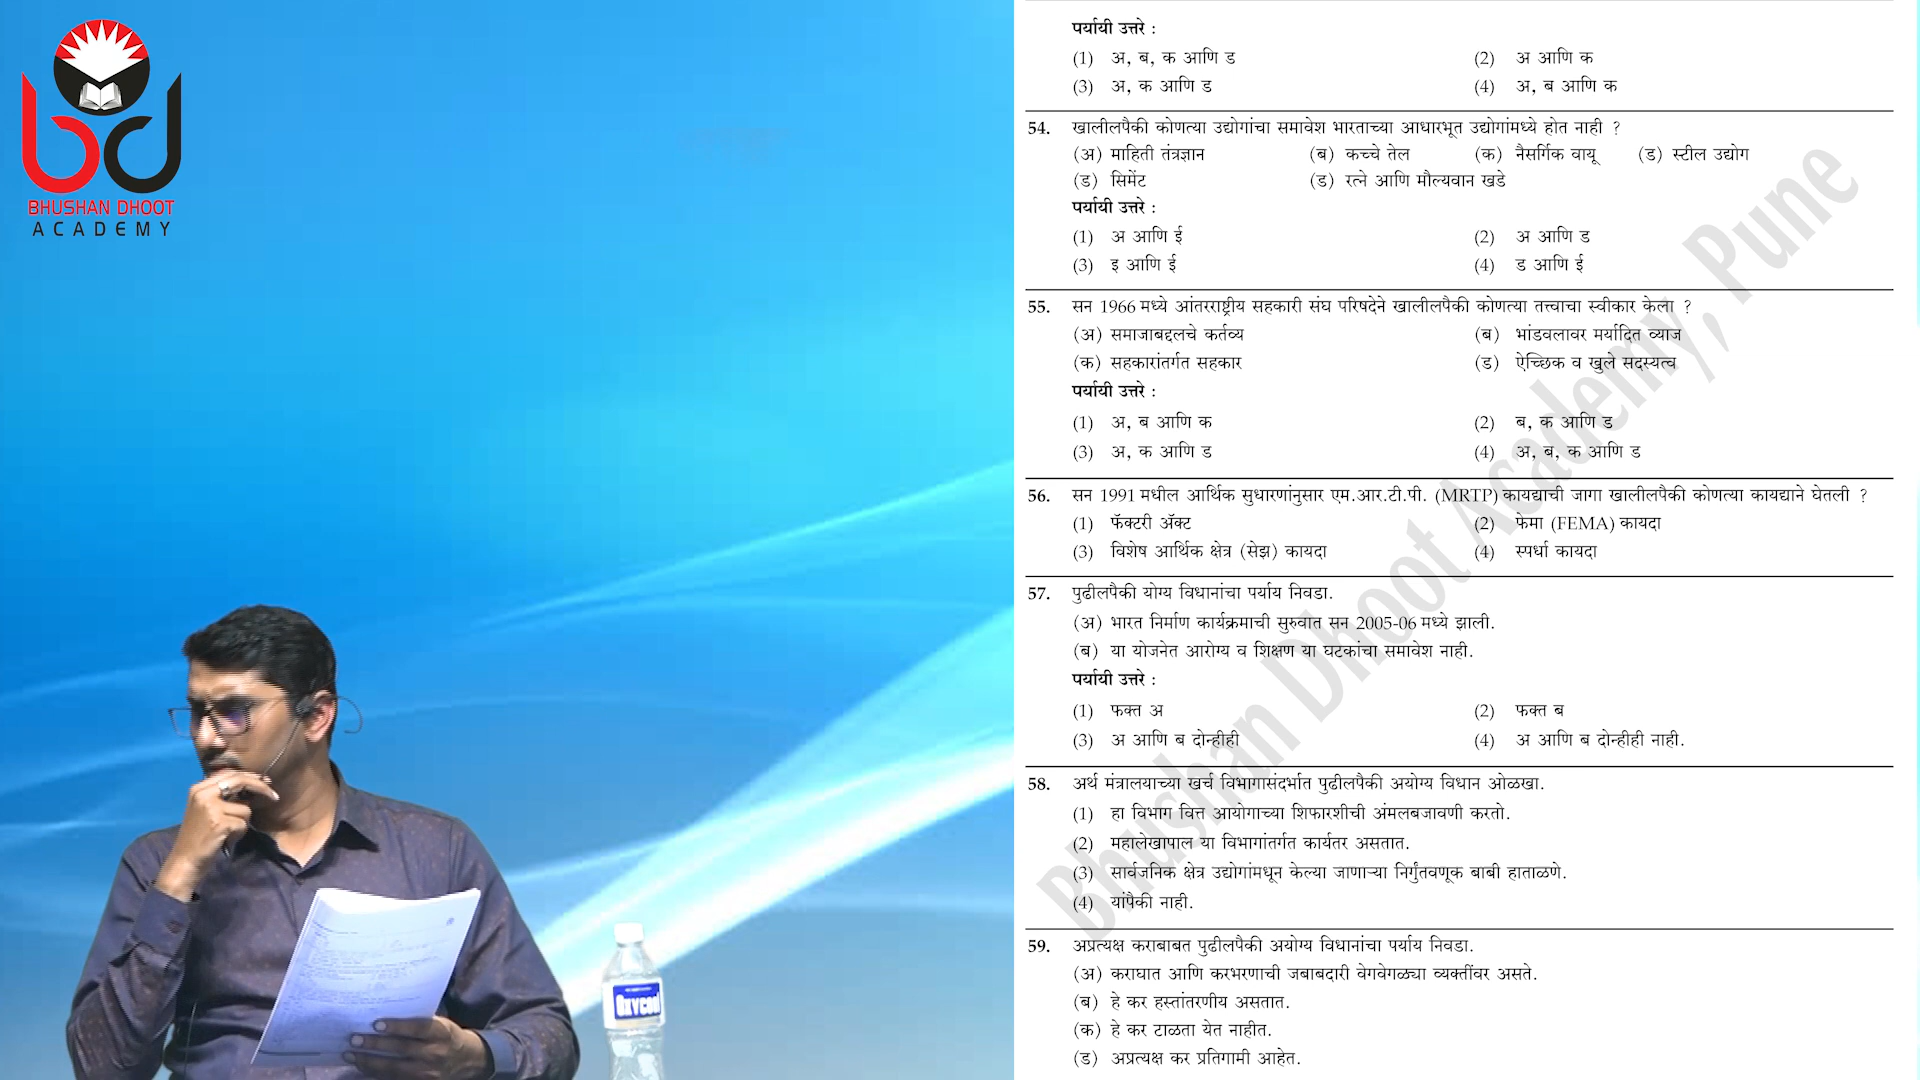 BHUSHAN DHOOT
ACADEMY
पर्यायी उत्तरे :
(1) अ, ब, क आणि ड (2) अ आणि क
(3) अ, क आणि ड (4) अ, ब आणि क
54. खालीलपैकी कोणत्या उद्योगांचा समावेश भारताच्या आधारभूत उद्योगांमध्ये होत नाही ?
(अ) माहिती तंत्रज्ञान (ब) कच्चे तेल (क) नैसर्गिक वायू (ड) स्टील उद्योग
(ड) सिमेंट (ड) रत्ने आणि मौल्यवान खडे
पर्यायी उत्तरे :
(1) अ आणि ई (2) अ आणि ड
(3) इ आणि ई (4) ड आणि ई
55. सन 1966 मध्ये आंतरराष्ट्रीय सहकारी संघ परिषदेने खालीलपैकी कोणत्या तत्त्वाचा स्वीकार केला ?
(अ) समाजाबद्दलचे कर्तव्य (ब) भांडवलावर मर्यादित व्याज
(क) सहकारांतर्गत सहकार (ड) ऐच्छिक व खुले सदस्यत्व
पर्यायी उत्तरे :
(1) अ, ब आणि क (2) ब, क आणि ड
(3) अ, क आणि ड (4) अ, ब, क आणि ड
56. सन 1991 मधील आर्थिक सुधारणांनुसार एम.आर.टी.पी. (MRTP) कायद्याची जागा खालीलपैकी कोणत्या कायद्याने घेतली ?
(1) फॅक्टरी ॲक्ट (2) फेमा (FEMA) कायदा
(3) विशेष आर्थिक क्षेत्र (सेझ) कायदा (4) स्पर्धा कायदा
57. पुढीलपैकी योग्य विधानांचा पर्याय निवडा.
(अ) भारत निर्माण कार्यक्रमाची सुरुवात सन 2005-06 मध्ये झाली.
(ब) या योजनेत आरोग्य व शिक्षण या घटकांचा समावेश नाही.
पर्यायी उत्तरे :
(1) फक्त अ (2) फक्त ब
(3) अ आणि ब दोन्हीही (4) अ आणि ब दोन्हीही नाही.
58. अर्थ मंत्रालयाच्या खर्च विभागासंदर्भात पुढीलपैकी अयोग्य विधान ओळखा.
(1) हा विभाग वित्त आयोगाच्या शिफारशीची अंमलबजावणी करतो.
(2) महालेखापाल या विभागांतर्गत कार्यतर असतात.
(3) सार्वजनिक क्षेत्र उद्योगांमधून केल्या जाणाऱ्या निर्गुंतवणूक बाबी हाताळणे.
(4) यांपैकी नाही.
59. अप्रत्यक्ष कराबाबत पुढीलपैकी अयोग्य विधानांचा पर्याय निवडा.
(अ) कराघात आणि करभरणाची जबाबदारी वेगवेगळ्या व्यक्तींवर असते.
(ब) हे कर हस्तांतरणीय असतात.
(क) हे कर टाळता येत नाहीत.
(ड) अप्रत्यक्ष कर प्रतिगामी आहेत.
Bhushan Dhoot Academy, Pune
OXYCOOL